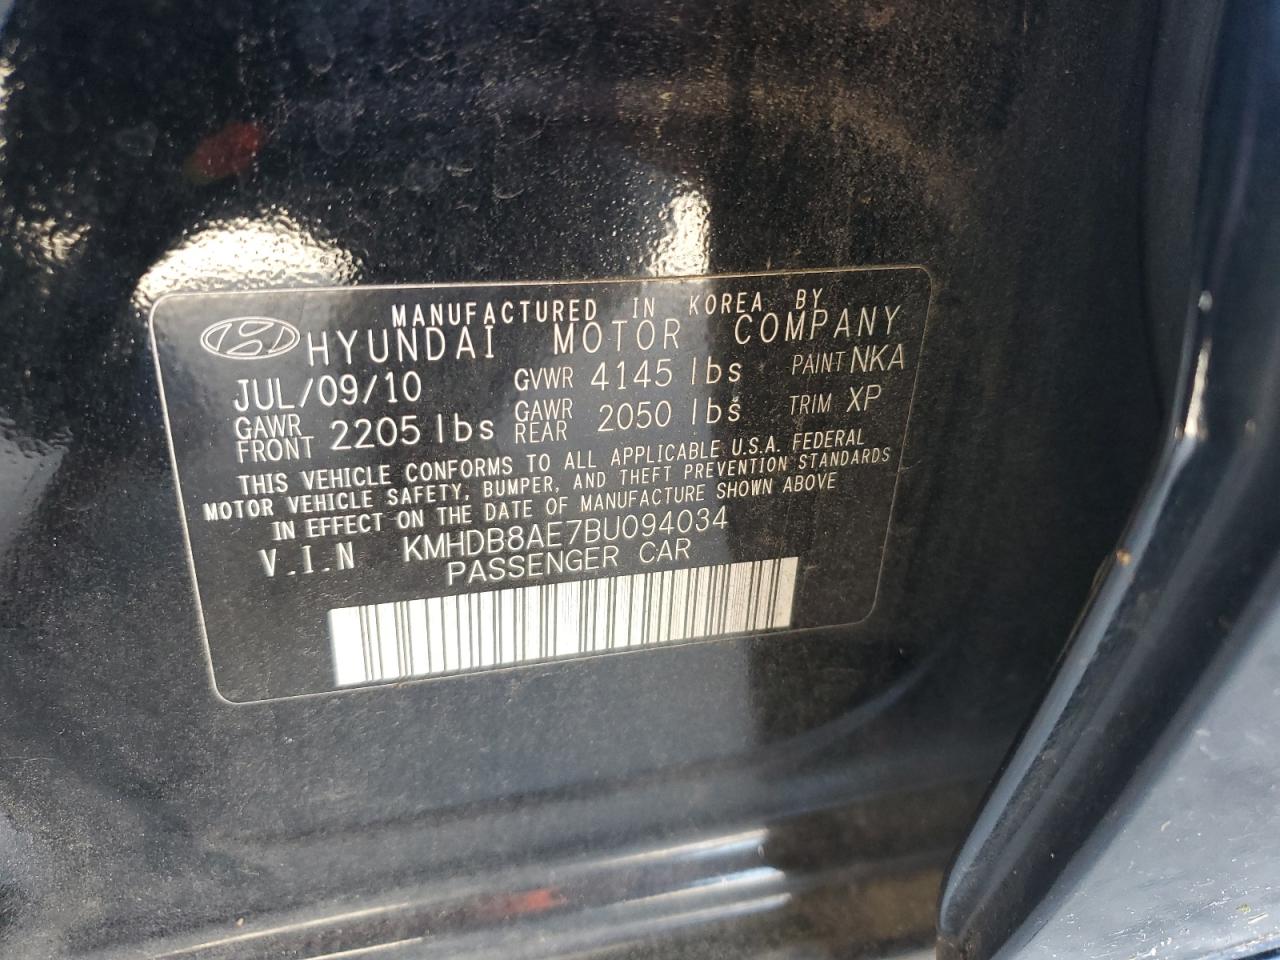 MANUFACTURED IN KOREA BY
HYUNDAI MOTOR COMPANY
JUL/09/10 GVWR 4145 lbs PAINT NKA
GAWR FRONT 2205 lbs GAWR REAR 2050 lbs TRIM XP
THIS VEHICLE CONFORMS TO ALL APPLICABLE U.S.A. FEDERAL
MOTOR VEHICLE SAFETY, BUMPER, AND THEFT PREVENTION STANDARDS
IN EFFECT ON THE DATE OF MANUFACTURE SHOWN ABOVE
V.I.N KMHDB8AE7BU094034
PASSENGER CAR